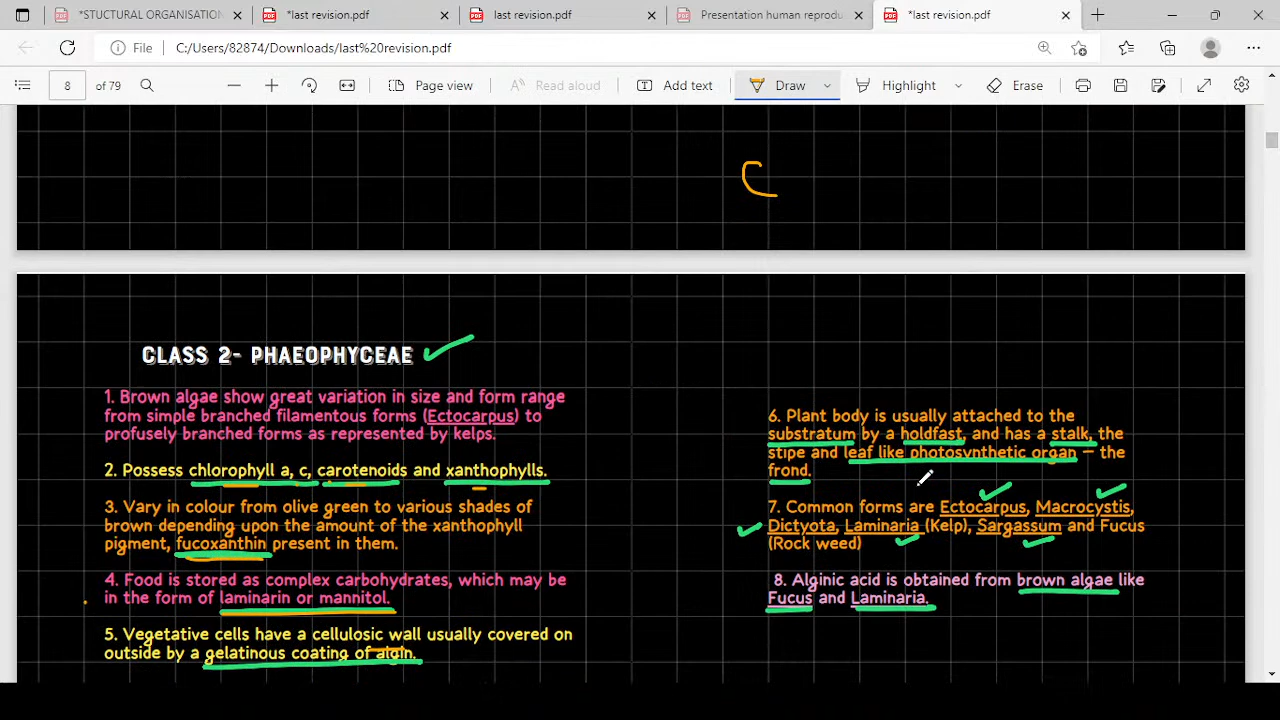 *STUCTURAL ORGANISATION
*last revision.pdf
last revision.pdf
Presentation human reprodu
*last revision.pdf
File
C:/Users/82874/Downloads/last%20revision.pdf
8
of 79
Page view
Read aloud
Add text
Draw
Highlight
Erase
C
CLASS 2- PHAEOPHYCEAE
1. Brown algae show great variation in size and form range
from simple branched filamentous forms (Ectocarpus) to
profusely branched forms as represented by kelps.
2. Possess chlorophyll a, c, carotenoids and xanthophylls.
3. Vary in colour from olive green to various shades of
brown depending upon the amount of the xanthophyll
pigment, fucoxanthin present in them.
4. Food is stored as complex carbohydrates, which may be
in the form of laminarin or mannitol.
5. Vegetative cells have a cellulosic wall usually covered on
outside by a gelatinous coating of algin.
6. Plant body is usually attached to the
substratum by a holdfast, and has a stalk, the
stipe and leaf like photosynthetic organ – the
frond.
7. Common forms are Ectocarpus, Macrocystis,
Dictyota, Laminaria (Kelp), Sargassum and Fucus
(Rock weed)
8. Alginic acid is obtained from brown algae like
Fucus and Laminaria.